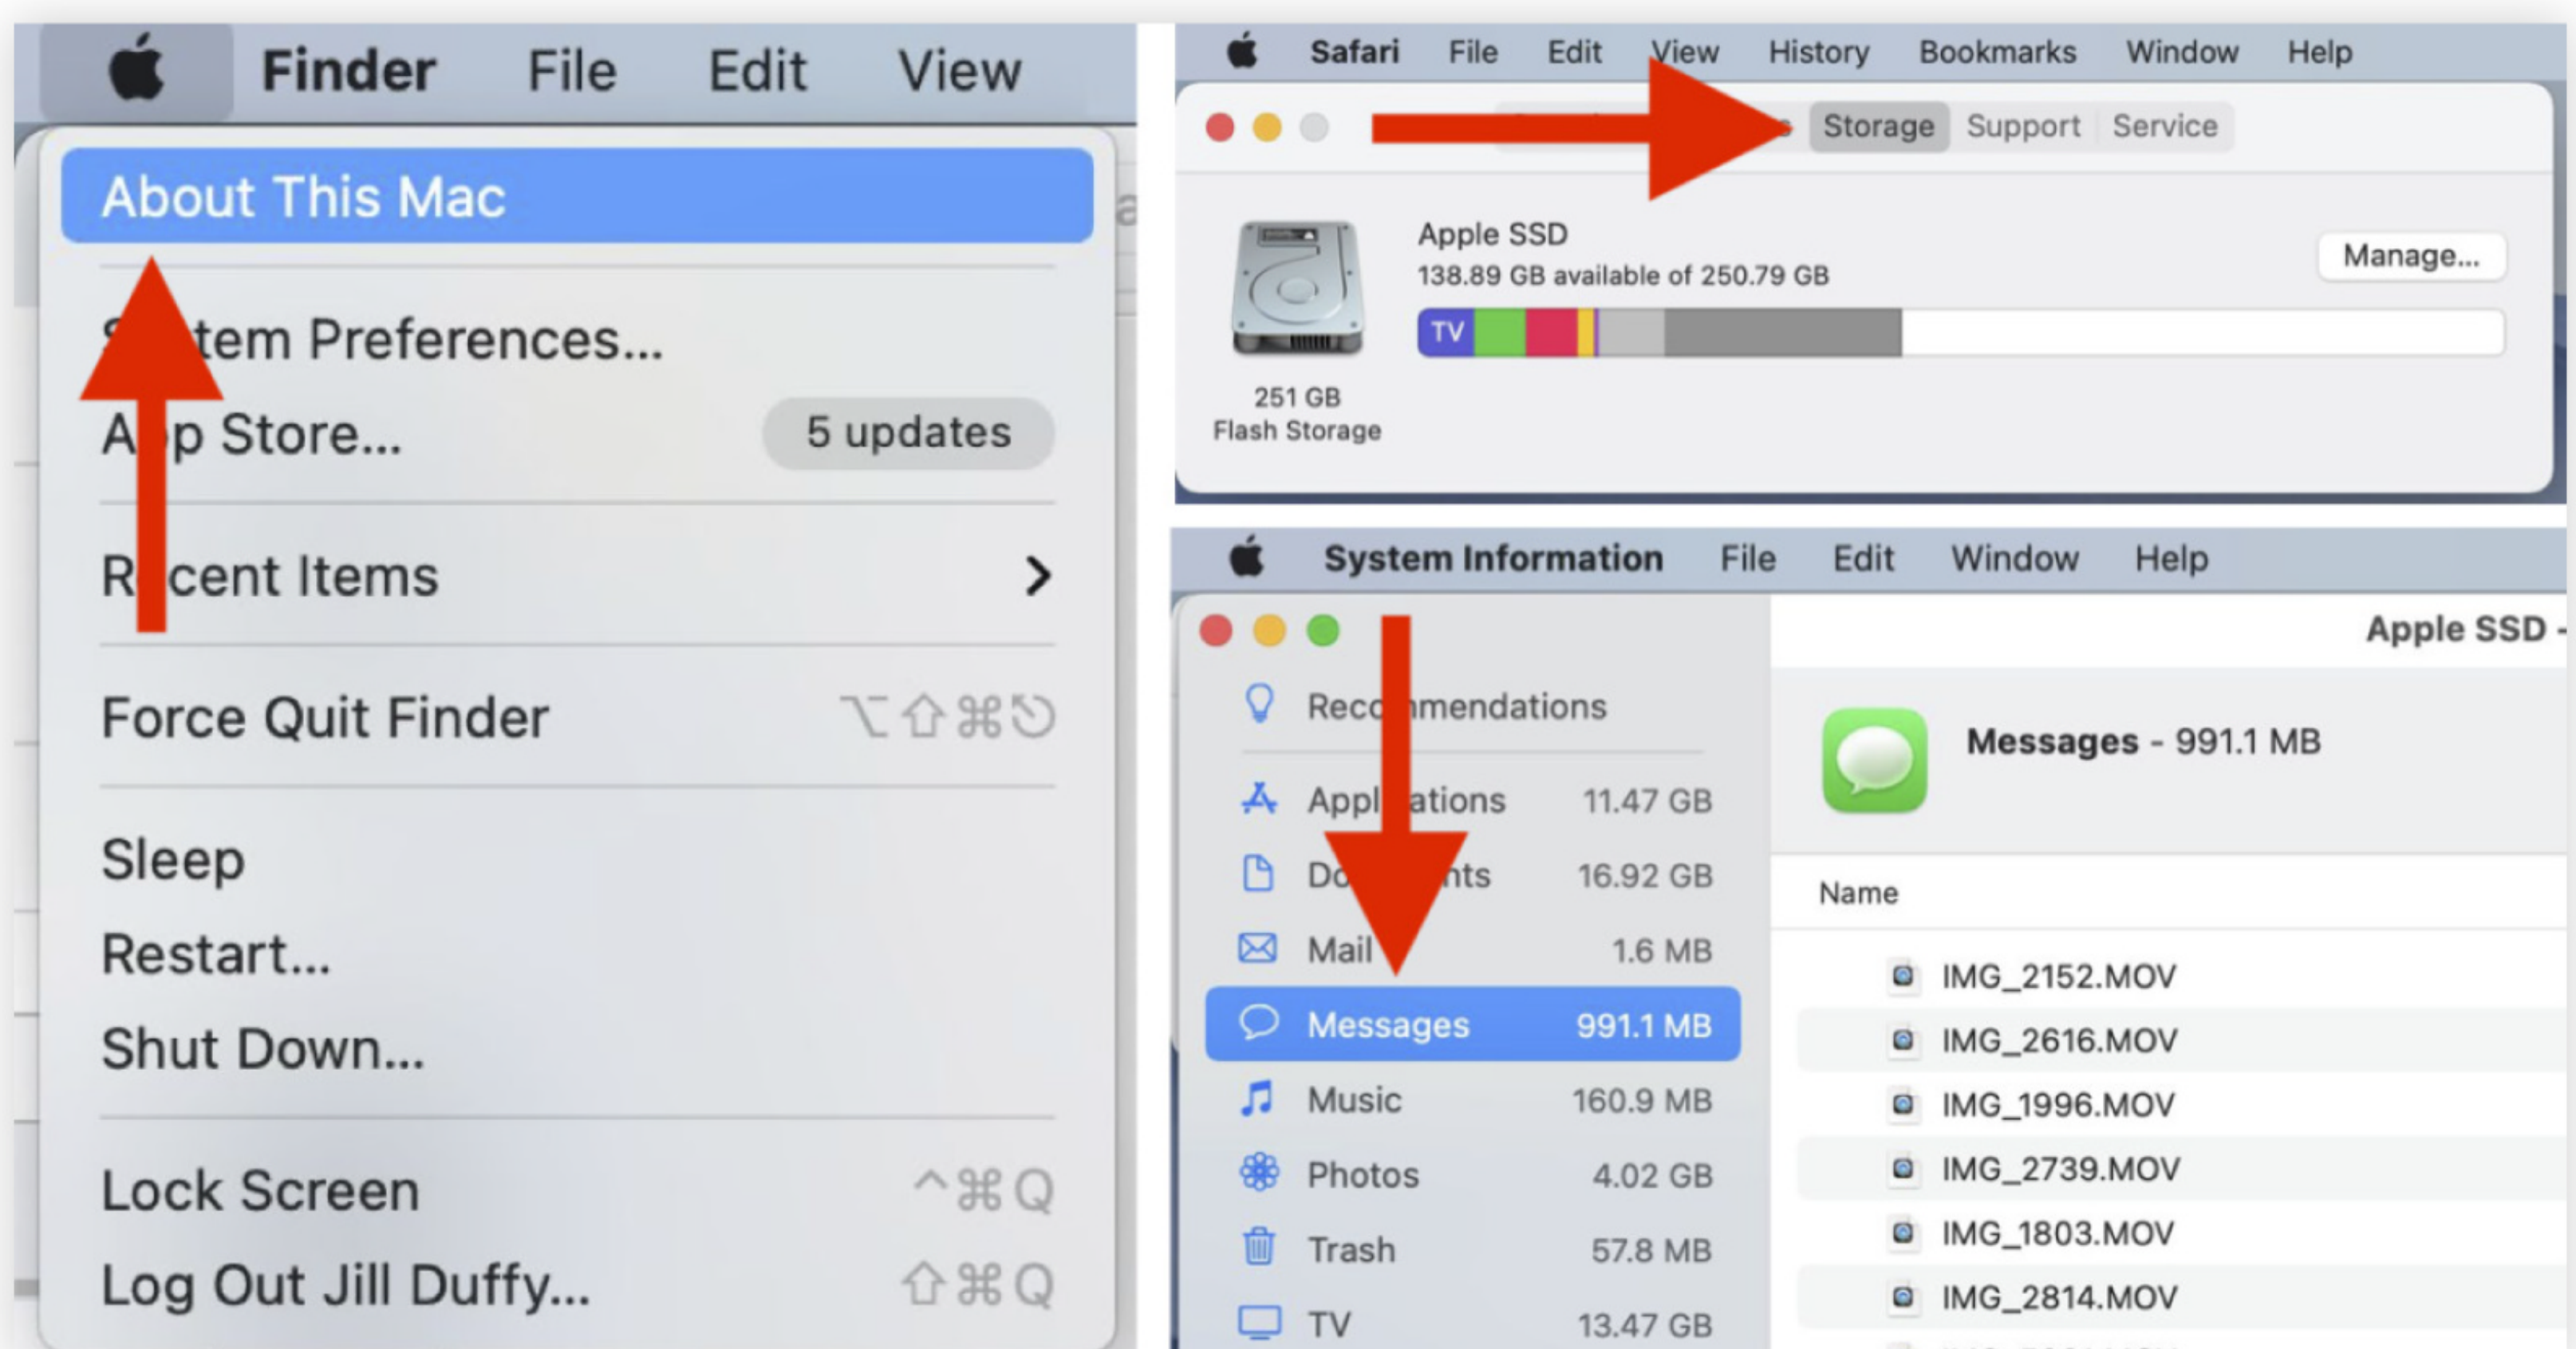 Finder File Edit View
About This Mac
tem Preferences...
Store...
5 updates
Items
Force Quit Finder ⌥⇧⌘⎋
Sleep
Restart...
Shut Down...
Lock Screen ^⌘Q
Log Out Jill Duffy... ⇧⌘Q
Safari File Edit View History Bookmarks Window Help
Storage Support Service
Apple SSD
138.89 GB available of 250.79 GB
Manage...
TV
251 GB
Flash Storage
System Information File Edit Window Help
Apple SSD -
Recommendations
Applications 11.47 GB
Documents 16.92 GB
Mail 1.6 MB
Messages 991.1 MB
Music 160.9 MB
Photos 4.02 GB
Trash 57.8 MB
TV 13.47 GB
Messages - 991.1 MB
Name
IMG_2152.MOV
IMG_2616.MOV
IMG_1996.MOV
IMG_2739.MOV
IMG_1803.MOV
IMG_2814.MOV